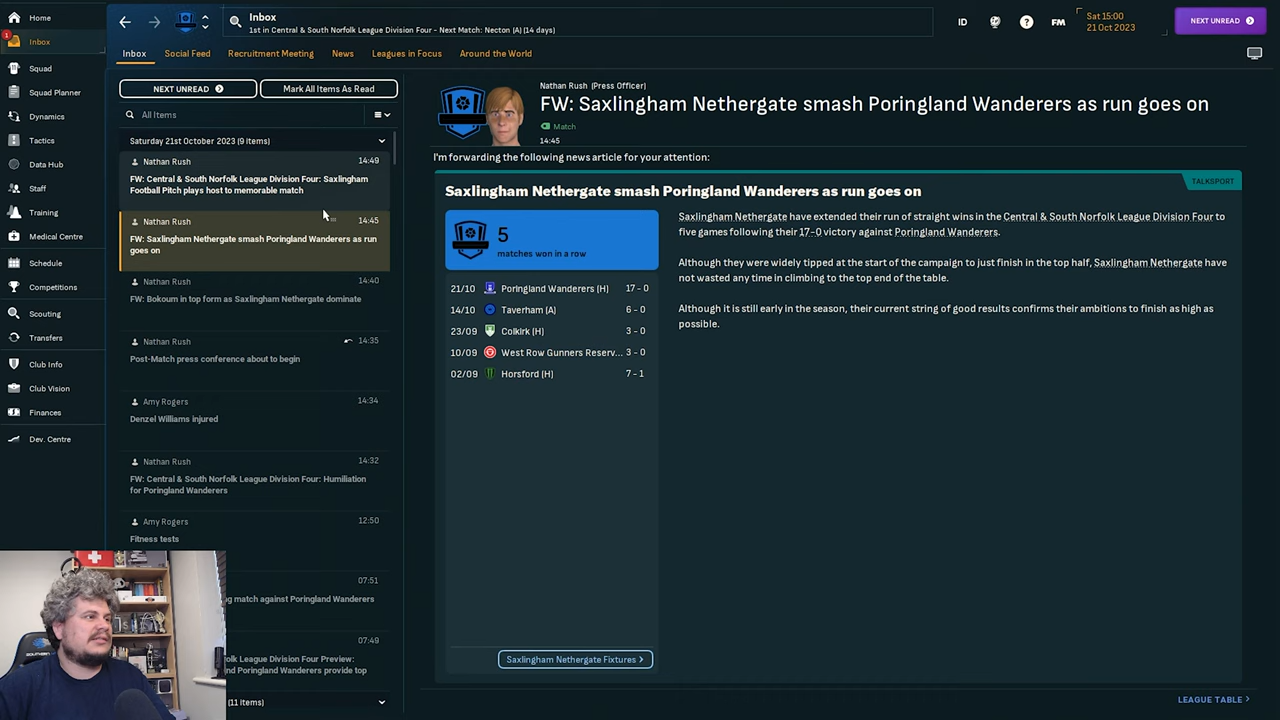 Home
Inbox
1
Squad
Squad Planner
Dynamics
Tactics
Data Hub
Staff
Training
Medical Centre
Schedule
Competitions
Scouting
Transfers
Club Info
Club Vision
Finances
Dev. Centre
Inbox
1st in Central & South Norfolk League Division Four - Next Match: Necton (A) (14 days)
ID
?
FM
Sat 15:00
21 Oct 2023
NEXT UNREAD
Inbox
Social Feed
Recruitment Meeting
News
Leagues in Focus
Around the World
NEXT UNREAD
Mark All Items As Read
All Items
Saturday 21st October 2023 (9 items)
Nathan Rush 14:49
FW: Central & South Norfolk League Division Four: Saxlingham
Football Pitch plays host to memorable match
Nathan Rush 14:45
FW: Saxlingham Nethergate smash Poringland Wanderers as run
goes on
Nathan Rush 14:40
FW: Bokoum in top form as Saxlingham Nethergate dominate
Nathan Rush 14:35
Post-Match press conference about to begin
Amy Rogers 14:34
Denzel Williams injured
Nathan Rush 14:32
FW: Central & South Norfolk League Division Four: Humiliation
for Poringland Wanderers
Amy Rogers 12:50
Fitness tests
07:51
match against Poringland Wanderers
07:49
League Division Four Preview:
Poringland Wanderers provide top
(11 items)
Nathan Rush (Press Officer)
FW: Saxlingham Nethergate smash Poringland Wanderers as run goes on
Match
14:45
I'm forwarding the following news article for your attention:
TALKSPORT
Saxlingham Nethergate smash Poringland Wanderers as run goes on
5
matches won in a row
21/10 Poringland Wanderers (H) 17 - 0
14/10 Taverham (A) 6 - 0
23/09 Colkirk (H) 3 - 0
10/09 West Row Gunners Reserv... 3 - 0
02/09 Horsford (H) 7 - 1
Saxlingham Nethergate Fixtures
Saxlingham Nethergate have extended their run of straight wins in the Central & South Norfolk League Division Four to
five games following their 17-0 victory against Poringland Wanderers.
Although they were widely tipped at the start of the campaign to just finish in the top half, Saxlingham Nethergate have
not wasted any time in climbing to the top end of the table.
Although it is still early in the season, their current string of good results confirms their ambitions to finish as high as
possible.
LEAGUE TABLE